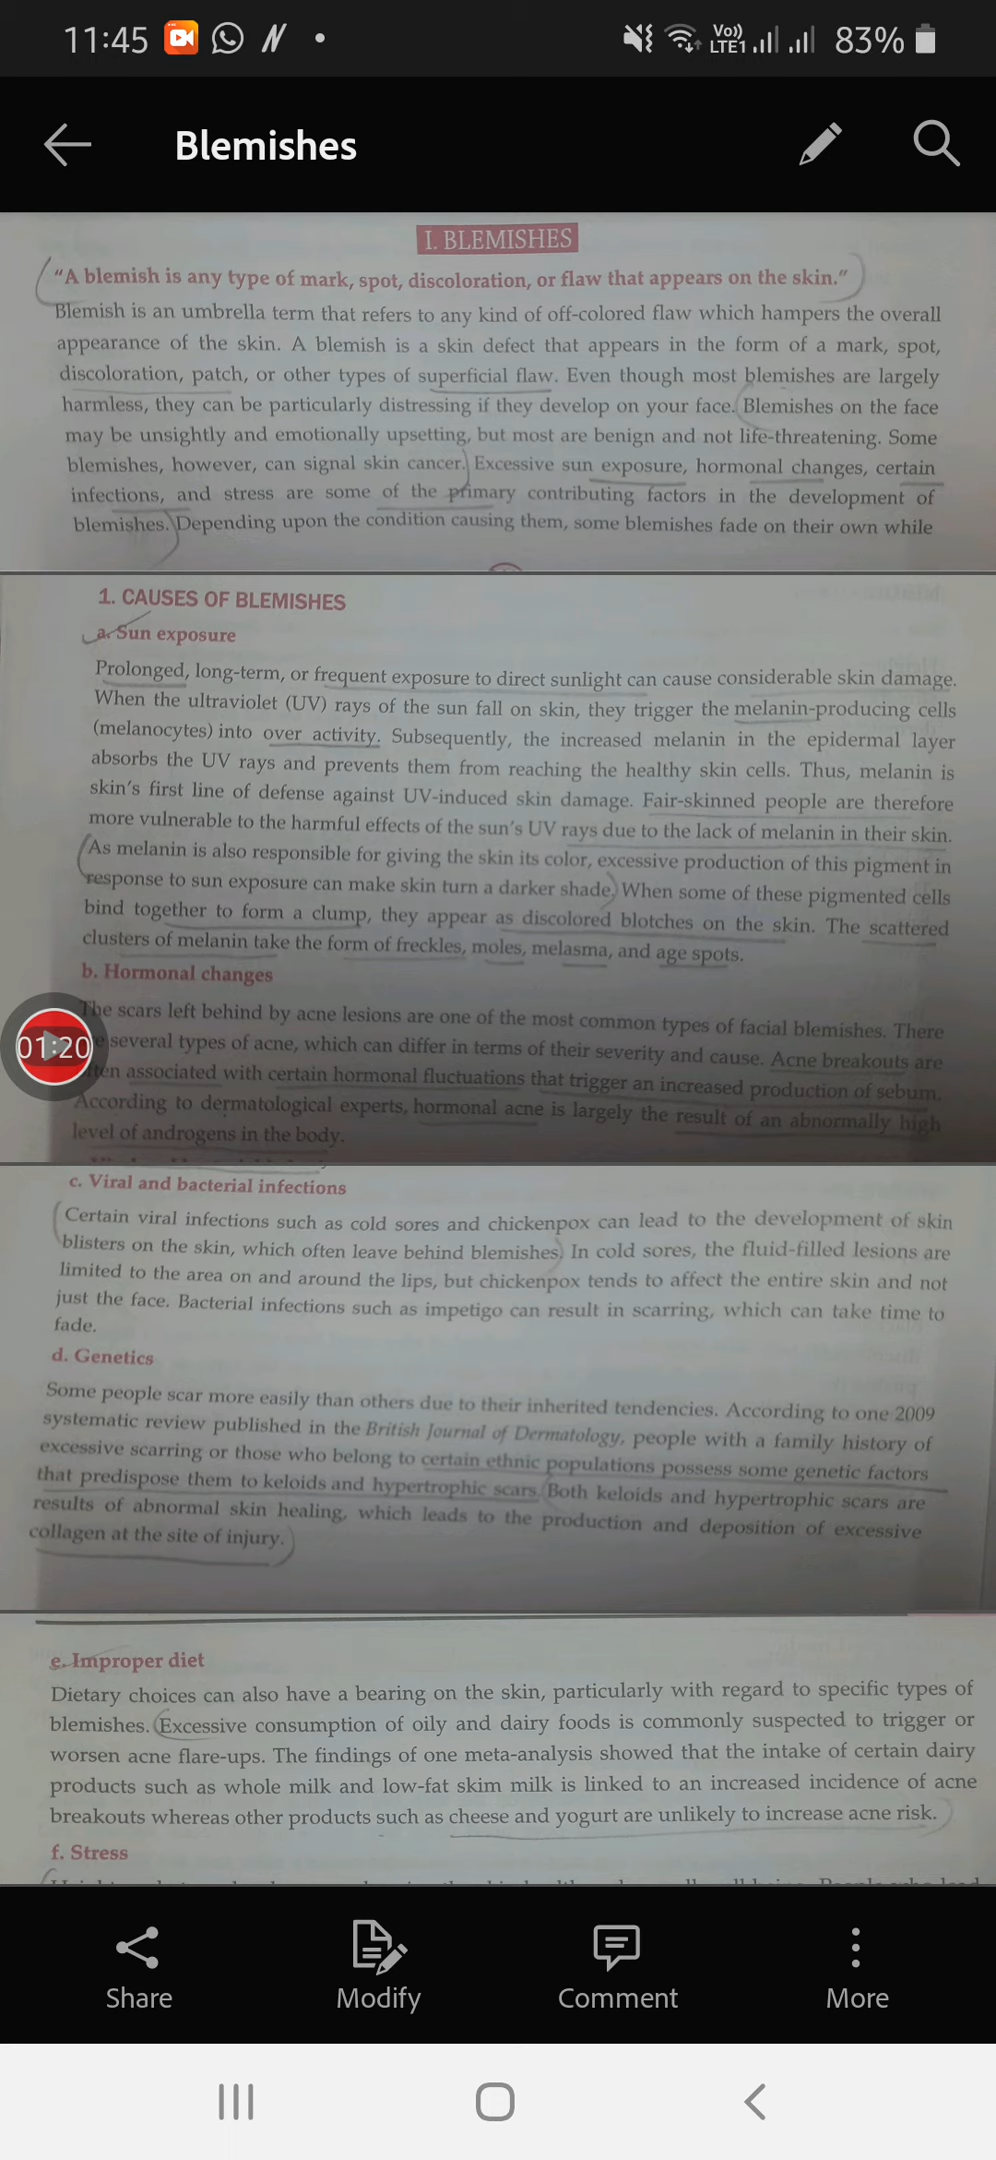 11:45
Vo))
LTE1
83%
Blemishes
I. BLEMISHES
“A blemish is any type of mark, spot, discoloration, or flaw that appears on the skin.”
Blemish is an umbrella term that refers to any kind of off-colored flaw which hampers the overall
appearance of the skin. A blemish is a skin defect that appears in the form of a mark, spot,
discoloration, patch, or other types of superficial flaw. Even though most blemishes are largely
harmless, they can be particularly distressing if they develop on your face. Blemishes on the face
may be unsightly and emotionally upsetting, but most are benign and not life-threatening. Some
blemishes, however, can signal skin cancer. Excessive sun exposure, hormonal changes, certain
infections, and stress are some of the primary contributing factors in the development of
blemishes. Depending upon the condition causing them, some blemishes fade on their own while
1. CAUSES OF BLEMISHES
a. Sun exposure
Prolonged, long-term, or frequent exposure to direct sunlight can cause considerable skin damage.
When the ultraviolet (UV) rays of the sun fall on skin, they trigger the melanin-producing cells
(melanocytes) into over activity. Subsequently, the increased melanin in the epidermal layer
absorbs the UV rays and prevents them from reaching the healthy skin cells. Thus, melanin is
skin's first line of defense against UV-induced skin damage. Fair-skinned people are therefore
more vulnerable to the harmful effects of the sun's UV rays due to the lack of melanin in their skin.
As melanin is also responsible for giving the skin its color, excessive production of this pigment in
response to sun exposure can make skin turn a darker shade. When some of these pigmented cells
bind together to form a clump, they appear as discolored blotches on the skin. The scattered
clusters of melanin take the form of freckles, moles, melasma, and age spots.
b. Hormonal changes
The scars left behind by acne lesions are one of the most common types of facial blemishes. There
01:20
several types of acne, which can differ in terms of their severity and cause. Acne breakouts are
associated with certain hormonal fluctuations that trigger an increased production of sebum.
According to dermatological experts, hormonal acne is largely the result of an abnormally high
level of androgens in the body.
c. Viral and bacterial infections
Certain viral infections such as cold sores and chickenpox can lead to the development of skin
blisters on the skin, which often leave behind blemishes. In cold sores, the fluid-filled lesions are
limited to the area on and around the lips, but chickenpox tends to affect the entire skin and not
just the face. Bacterial infections such as impetigo can result in scarring, which can take time to
fade.
d. Genetics
Some people scar more easily than others due to their inherited tendencies. According to one 2009
systematic review published in the British Journal of Dermatology, people with a family history of
excessive scarring or those who belong to certain ethnic populations possess some genetic factors
that predispose them to keloids and hypertrophic scars. Both keloids and hypertrophic scars are
results of abnormal skin healing, which leads to the production and deposition of excessive
collagen at the site of injury.
e. Improper diet
Dietary choices can also have a bearing on the skin, particularly with regard to specific types of
blemishes. Excessive consumption of oily and dairy foods is commonly suspected to trigger or
worsen acne flare-ups. The findings of one meta-analysis showed that the intake of certain dairy
products such as whole milk and low-fat skim milk is linked to an increased incidence of acne
breakouts whereas other products such as cheese and yogurt are unlikely to increase acne risk.
f. Stress
Share
Modify
Comment
More